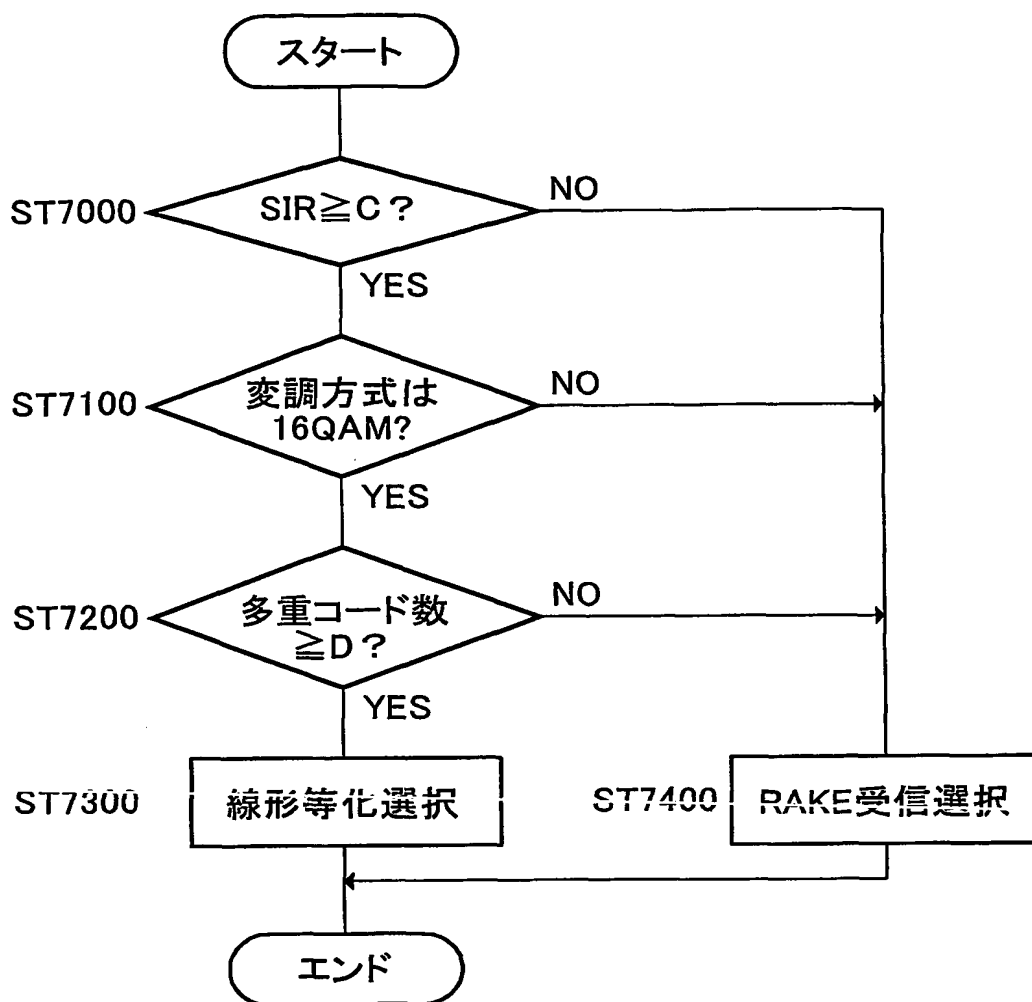 スタート
ST7000
SIR≧C?
NO
YES
ST7100
変調方式は
16QAM?
NO
YES
ST7200
多重コード数
≧D?
NO
YES
ST7300
線形等化選択
ST7400
RAKE受信選択
エンド